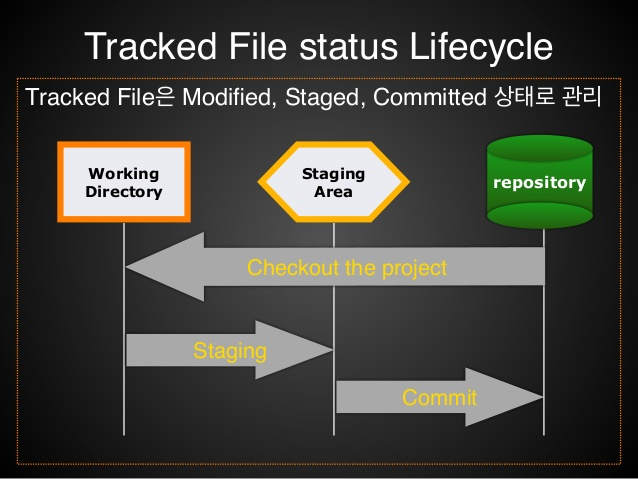 Tracked File status Lifecycle
Tracked File은 Modified, Staged, Committed 상태로 관리
Working
Directory
Staging
Area
repository
Checkout the project
Staging
Commit